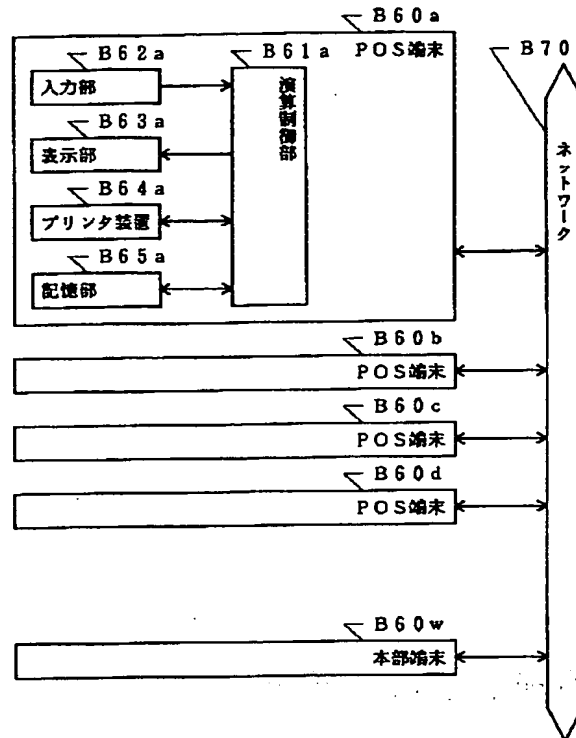 B60a
POS端末
B62a
入力部
B61a
演算制御部
B63a
表示部
B64a
プリンタ装置
B65a
記憶部
B70
ネットワーク
B60b
POS端末
B60c
POS端末
B60d
POS端末
B60w
本部端末